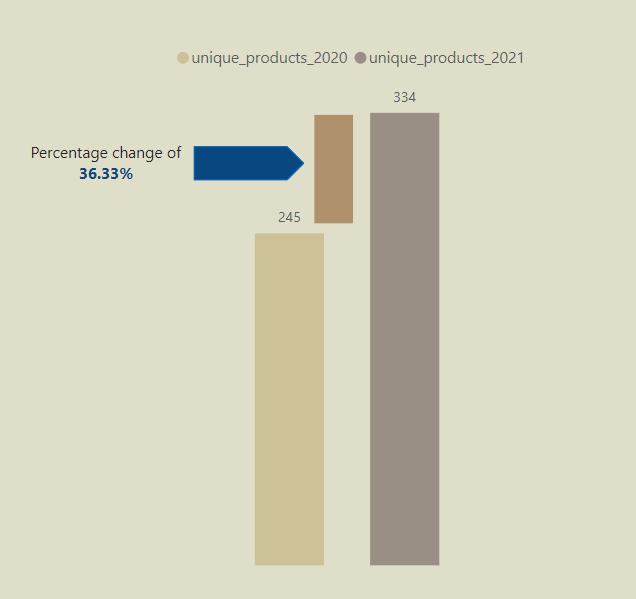 unique_products_2020 unique_products_2021
334
Percentage change of
36.33%
245